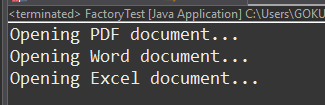 <terminated> FactoryTest [Java Application] C:\Users\GOKU
Opening PDF document...
Opening Word document...
Opening Excel document...